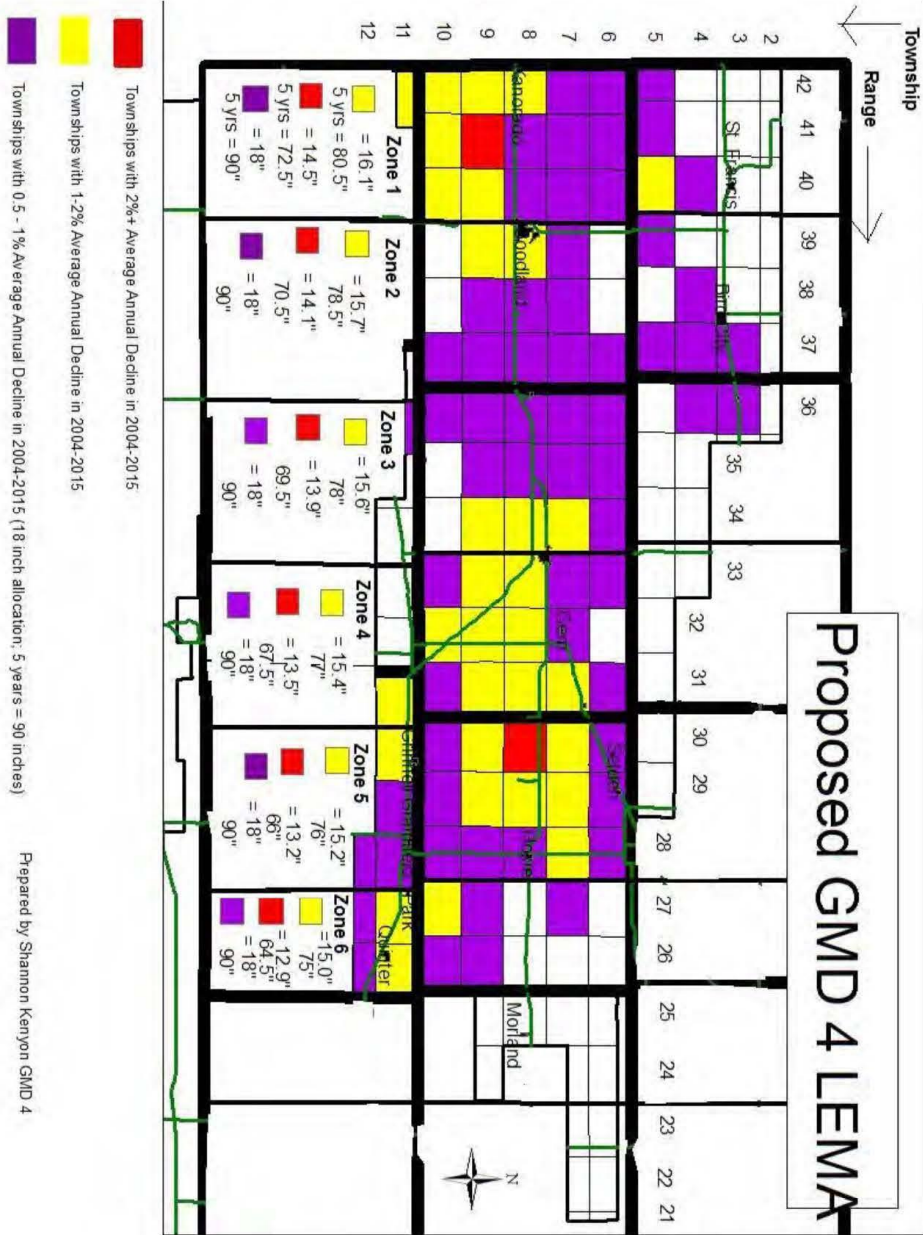 Proposed GMD 4 LEMA
Township
Range
42 41 40 39 38 37 36 35 34 33 32 31 30 29 28 27 26 25 24 23 22 21
2
3
4
5
6
7
8
9
10
11
12
St. Francis
Bird City
Selden
Gem
Kanorado
Goodland
Hoxie
Morland
Grinnell Grainfield Park
Quinter
Zone 1
= 16.1"
5 yrs = 80.5"
= 14.5"
5 yrs = 72.5"
= 18"
5 yrs = 90"
Zone 2
= 15.7"
78.5"
= 14.1"
70.5"
= 18"
90"
Zone 3
= 15.6"
78"
= 13.9"
69.5"
= 18"
90"
Zone 4
= 15.4"
77"
= 13.5"
67.5"
= 18"
90"
Zone 5
= 15.2"
76"
= 13.2"
66"
= 18"
90"
Zone 6
=15.0"
75"
= 12.9"
64.5"
= 18"
90"
N
Townships with 2%+ Average Annual Decline in 2004-2015
Townships with 1-2% Average Annual Decline in 2004-2015
Townships with 0.5 - 1% Average Annual Decline in 2004-2015 (18 inch allocation; 5 years = 90 inches)
Prepared by Shannon Kenyon GMD 4